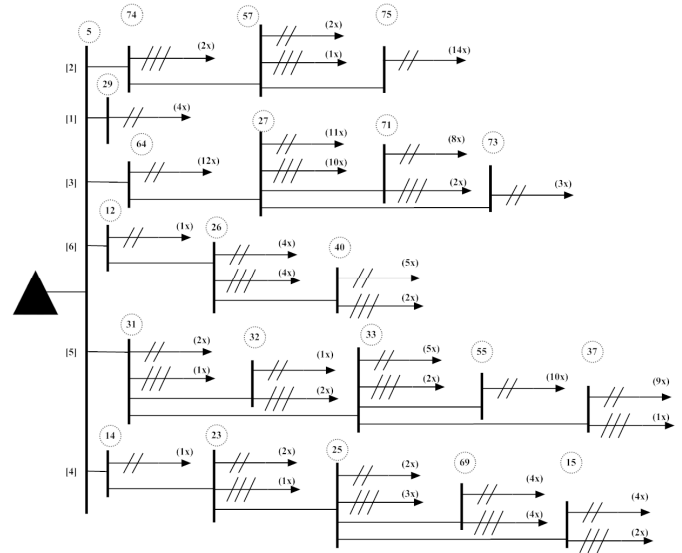 5 74 57 75
(2x) (2x) (1x) (14x)
[2]
29
[1] (4x)
64 27 71 73
(12x) (11x) (10x) (8x) (2x) (3x)
[3]
12 26 40
(1x) (4x) (4x) (5x) (2x)
[6]
31 32 33 55 37
[5] (2x) (1x) (1x) (2x) (5x) (2x) (10x) (9x) (1x)
14 23 25 69 15
(1x) (2x) (1x) (2x) (3x) (4x) (4x) (4x) (2x)
[4]